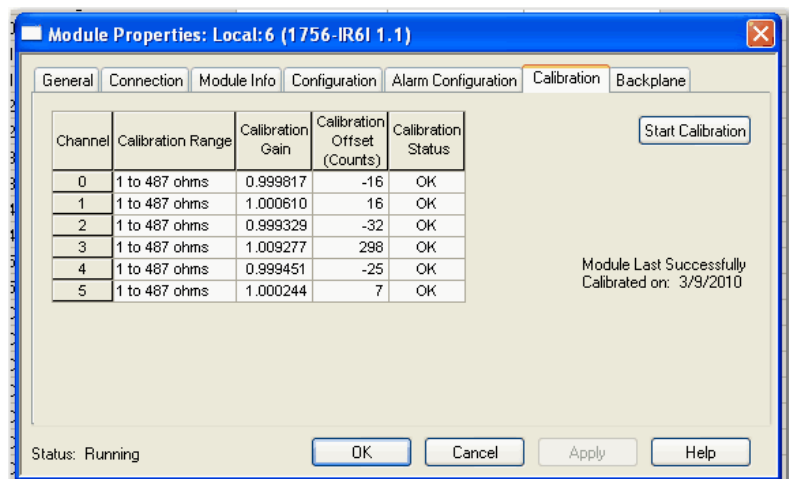 Module Properties: Local:6 (1756-IR6I 1.1)
General Connection Module Info Configuration Alarm Configuration Calibration Backplane
Channel Calibration Range Calibration Gain Calibration Offset (Counts) Calibration Status
0 1 to 487 ohms 0.999817 -16 OK
1 1 to 487 ohms 1.000610 16 OK
2 1 to 487 ohms 0.999329 -32 OK
3 1 to 487 ohms 1.009277 298 OK
4 1 to 487 ohms 0.999451 -25 OK
5 1 to 487 ohms 1.000244 7 OK
Start Calibration
Module Last Successfully
Calibrated on: 3/9/2010
Status: Running
OK Cancel Apply Help